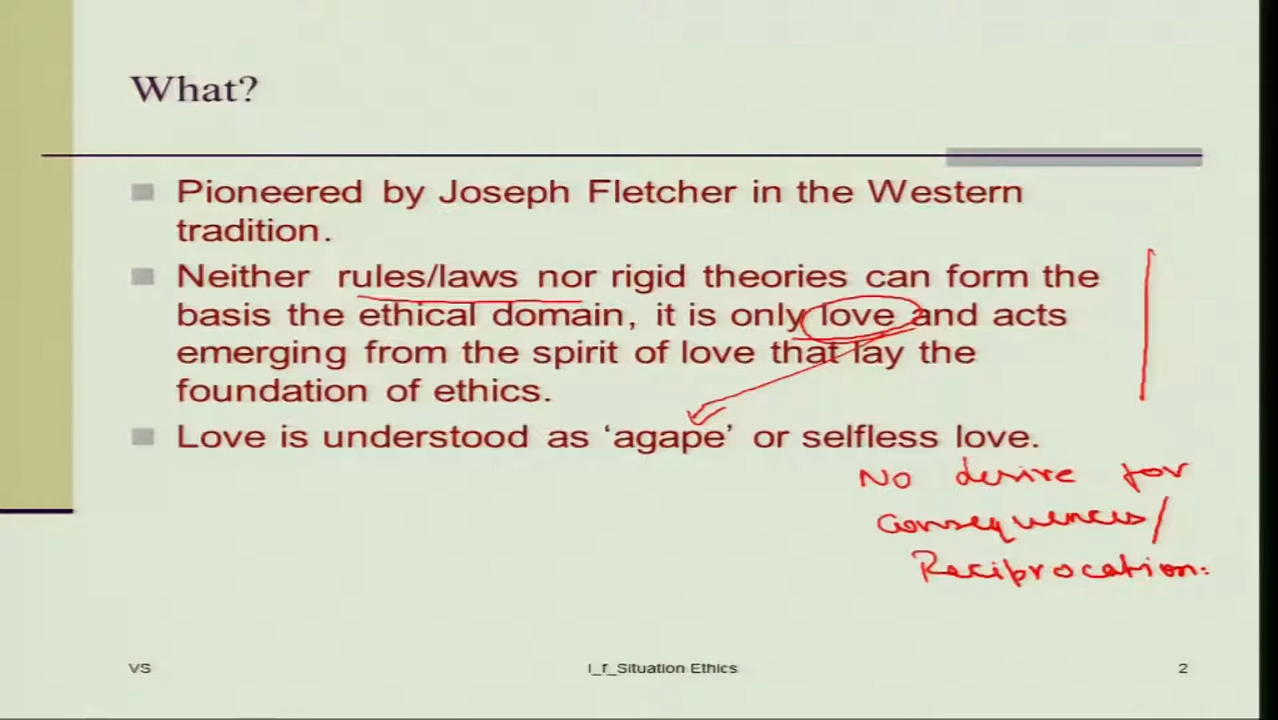 What?
Pioneered by Joseph Fletcher in the Western
tradition.
Neither rules/laws nor rigid theories can form the
basis the ethical domain, it is only love and acts
emerging from the spirit of love that lay the
foundation of ethics.
Love is understood as ‘agape’ or selfless love.
No desire for
Consequences/
Reciprocation.
VS
I_f_Situation Ethics
2